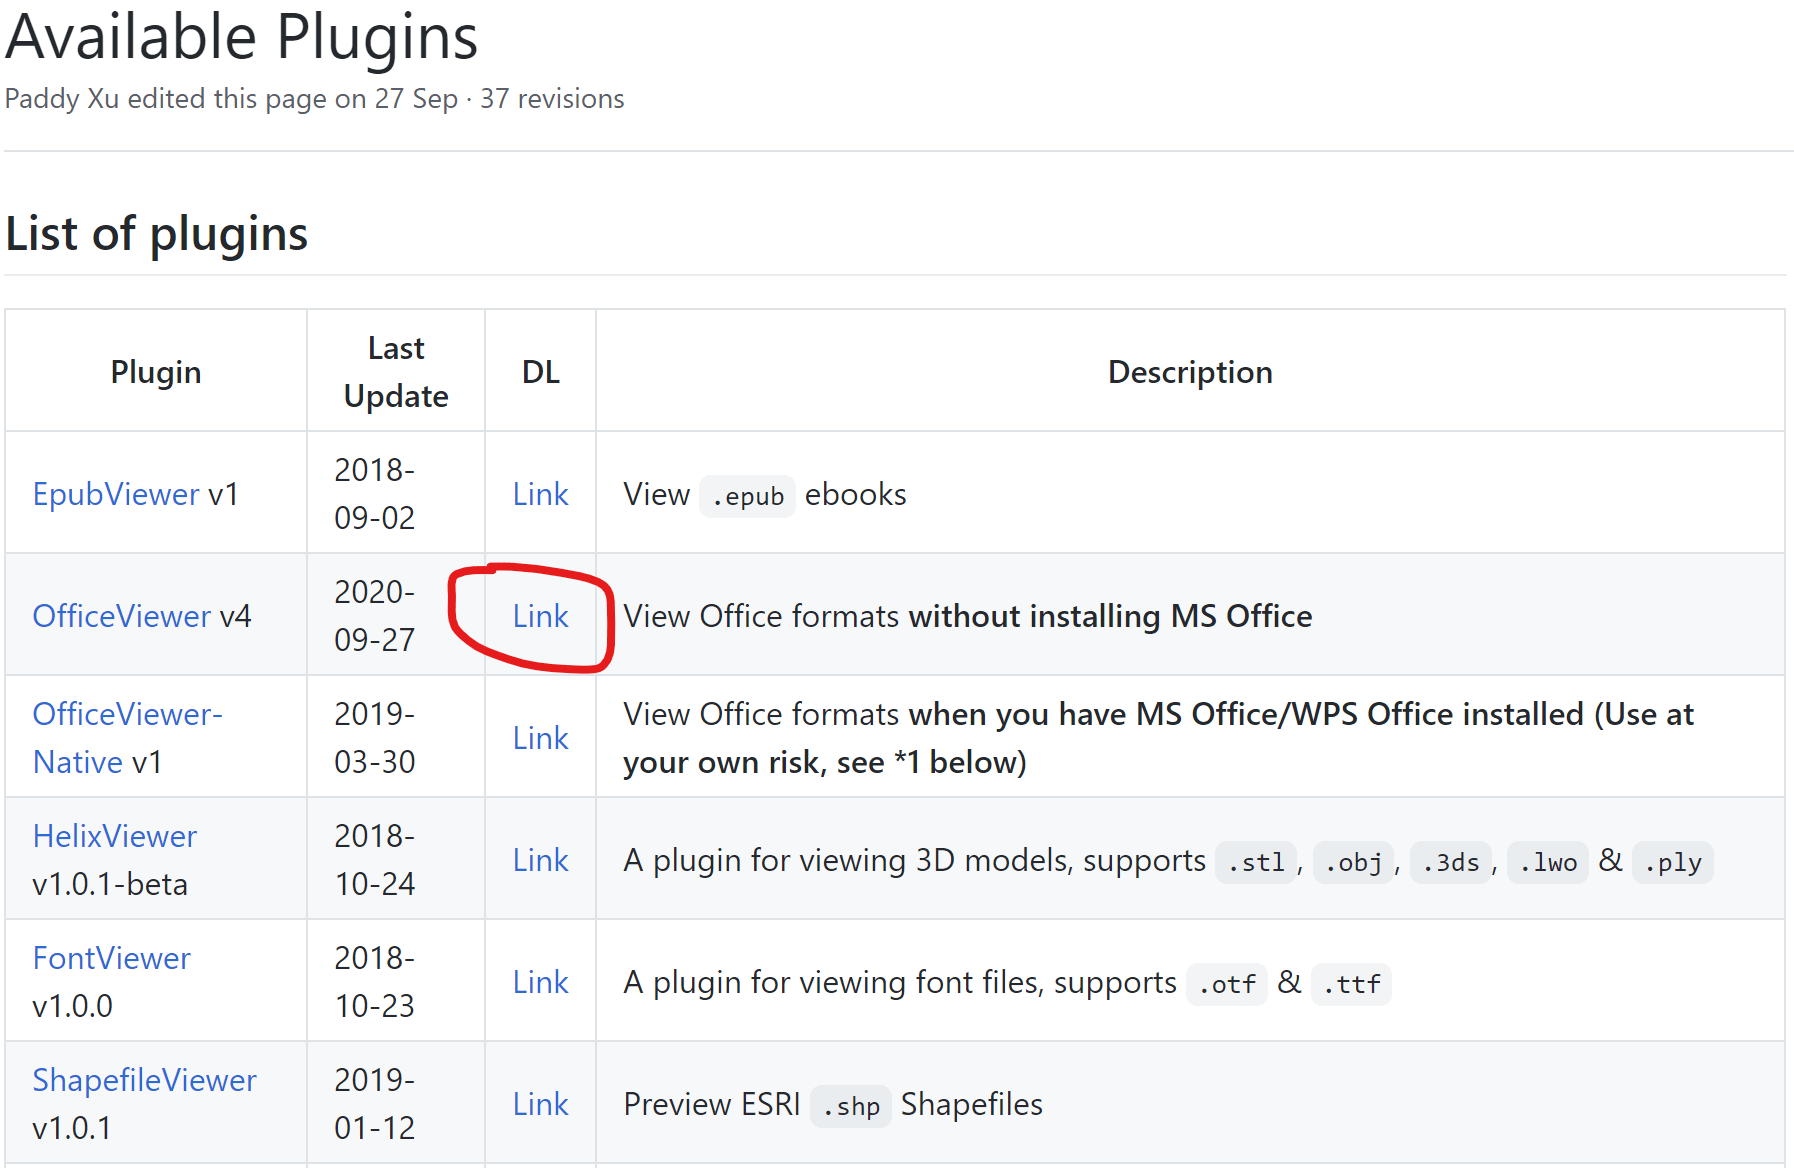 Available Plugins
Paddy Xu edited this page on 27 Sep · 37 revisions
List of plugins
Plugin
Last
Update
DL
Description
EpubViewer v1
2018-
09-02
Link
View .epub ebooks
OfficeViewer v4
2020-
09-27
Link
View Office formats without installing MS Office
OfficeViewer-
Native v1
2019-
03-30
Link
View Office formats when you have MS Office/WPS Office installed (Use at
your own risk, see *1 below)
HelixViewer
v1.0.1-beta
2018-
10-24
Link
A plugin for viewing 3D models, supports .stl, .obj, .3ds, .lwo & .ply
FontViewer
v1.0.0
2018-
10-23
Link
A plugin for viewing font files, supports .otf & .ttf
ShapefileViewer
v1.0.1
2019-
01-12
Link
Preview ESRI .shp Shapefiles